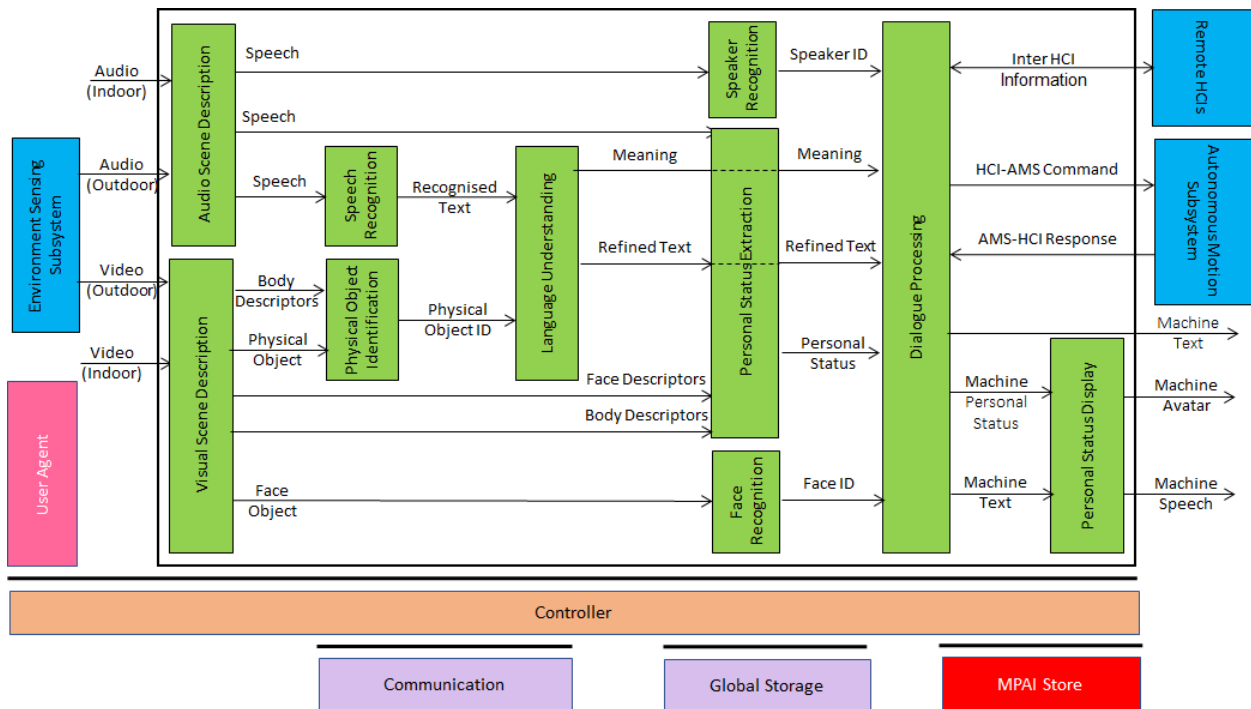 Audio
(Indoor)
Environment Sensing
Subsystem
Audio
(Outdoor)
Video
(Outdoor)
Video
(Indoor)
User Agent
Audio Scene Description
Visual Scene Description
Speech
Speech
Speech
Speech
Recognition
Recognised
Text
Body
Descriptors
Physical
Object
Physical Object
Identification
Physical
Object ID
Language Understanding
Meaning
Refined Text
Face Descriptors
Body Descriptors
Face
Object
Speaker
Recognition
Personal Status Extraction
Face
Recognition
Speaker ID
Meaning
Refined Text
Personal
Status
Face ID
Dialogue Processing
Inter HCI
Information
HCI-AMS Command
AMS-HCI Response
Machine
Text
Machine
Personal
Status
Machine
Text
Personal Status Display
Machine
Avatar
Machine
Speech
Remote HCIs
Autonomous Motion
Subsystem
Controller
Communication
Global Storage
MPAI Store